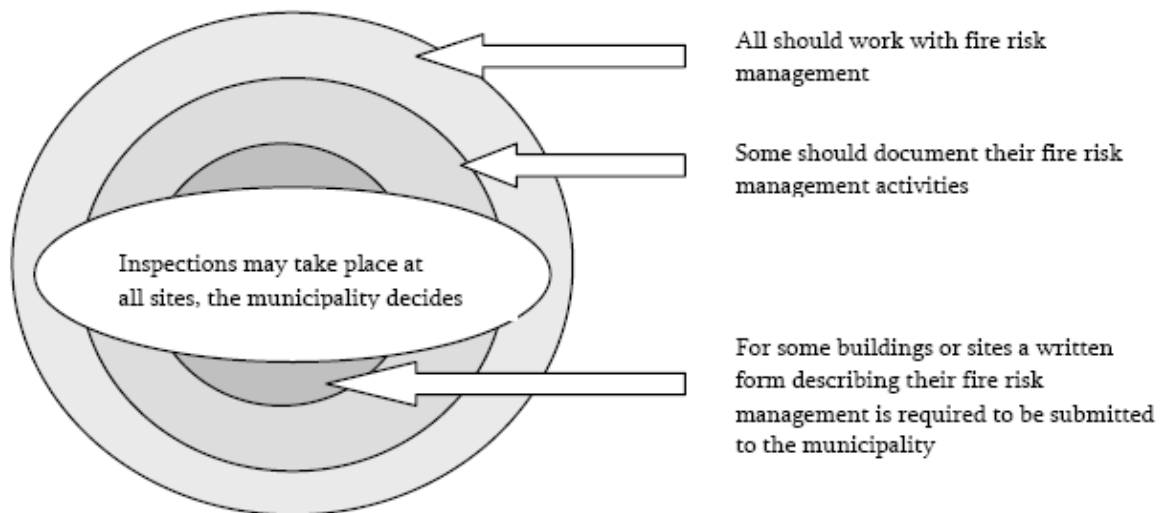 All should work with fire risk
management
Some should document their fire risk
management activities
Inspections may take place at
all sites, the municipality decides
For some buildings or sites a written
form describing their fire risk
management is required to be submitted
to the municipality